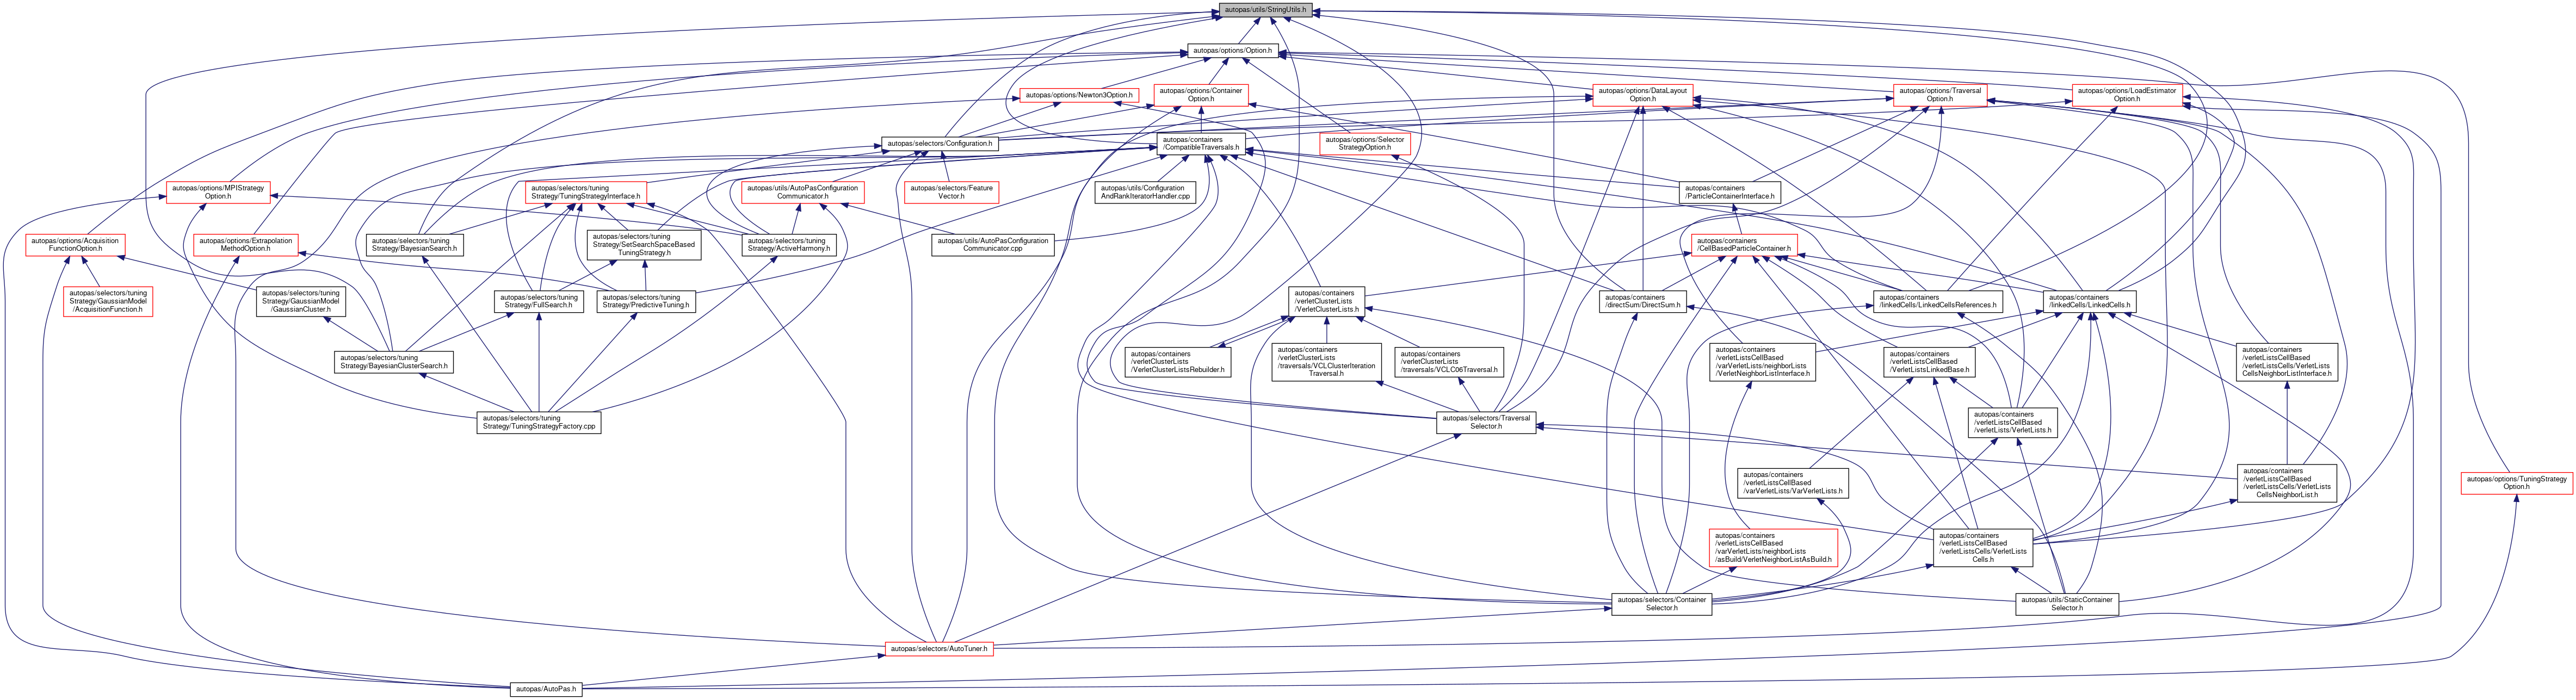 autopas/utils/StringUtils.h
autopas/options/Option.h
autopas/options/Newton3Option.h
autopas/options/Container
Option.h
autopas/options/DataLayout
Option.h
autopas/options/Traversal
Option.h
autopas/options/LoadEstimator
Option.h
autopas/selectors/Configuration.h
autopas/containers
/CompatibleTraversals.h
autopas/options/Selector
StrategyOption.h
autopas/options/MPIStrategy
Option.h
autopas/selectors/tuning
Strategy/TuningStrategyInterface.h
autopas/utils/AutoPasConfiguration
Communicator.h
autopas/selectors/Feature
Vector.h
autopas/utils/Configuration
AndRankIteratorHandler.cpp
autopas/containers
/ParticleContainerInterface.h
autopas/options/Acquisition
FunctionOption.h
autopas/options/Extrapolation
MethodOption.h
autopas/selectors/tuning
Strategy/BayesianSearch.h
autopas/selectors/tuning
Strategy/SetSearchSpaceBased
TuningStrategy.h
autopas/selectors/tuning
Strategy/ActiveHarmony.h
autopas/utils/AutoPasConfiguration
Communicator.cpp
autopas/containers
/CellBasedParticleContainer.h
autopas/selectors/tuning
Strategy/GaussianModel
/AcquisitionFunction.h
autopas/selectors/tuning
Strategy/GaussianModel
/GaussianCluster.h
autopas/selectors/tuning
Strategy/FullSearch.h
autopas/selectors/tuning
Strategy/PredictiveTuning.h
autopas/containers
/verletClusterLists
/VerletClusterLists.h
autopas/containers
/directSum/DirectSum.h
autopas/containers
/linkedCells/LinkedCellsReferences.h
autopas/containers
/linkedCells/LinkedCells.h
autopas/selectors/tuning
Strategy/BayesianClusterSearch.h
autopas/containers
/verletClusterLists
/VerletClusterListsRebuilder.h
autopas/containers
/verletClusterLists
/traversals/VCLClusterIteration
Traversal.h
autopas/containers
/verletClusterLists
/traversals/VCLC06Traversal.h
autopas/containers
/verletListsCellBased
/varVerletLists/neighborLists
/VerletNeighborListInterface.h
autopas/containers
/verletListsCellBased
/VerletListsLinkedBase.h
autopas/containers
/verletListsCellBased
/verletListsCells/VerletLists
CellsNeighborListInterface.h
autopas/selectors/tuning
Strategy/TuningStrategyFactory.cpp
autopas/selectors/Traversal
Selector.h
autopas/containers
/verletListsCellBased
/verletLists/VerletLists.h
autopas/containers
/verletListsCellBased
/varVerletLists/VarVerletLists.h
autopas/containers
/verletListsCellBased
/verletListsCells/VerletLists
CellsNeighborList.h
autopas/options/TuningStrategy
Option.h
autopas/containers
/verletListsCellBased
/varVerletLists/neighborLists
/asBuild/VerletNeighborListAsBuild.h
autopas/containers
/verletListsCellBased
/verletListsCells/VerletLists
Cells.h
autopas/selectors/Container
Selector.h
autopas/utils/StaticContainer
Selector.h
autopas/selectors/AutoTuner.h
autopas/AutoPas.h